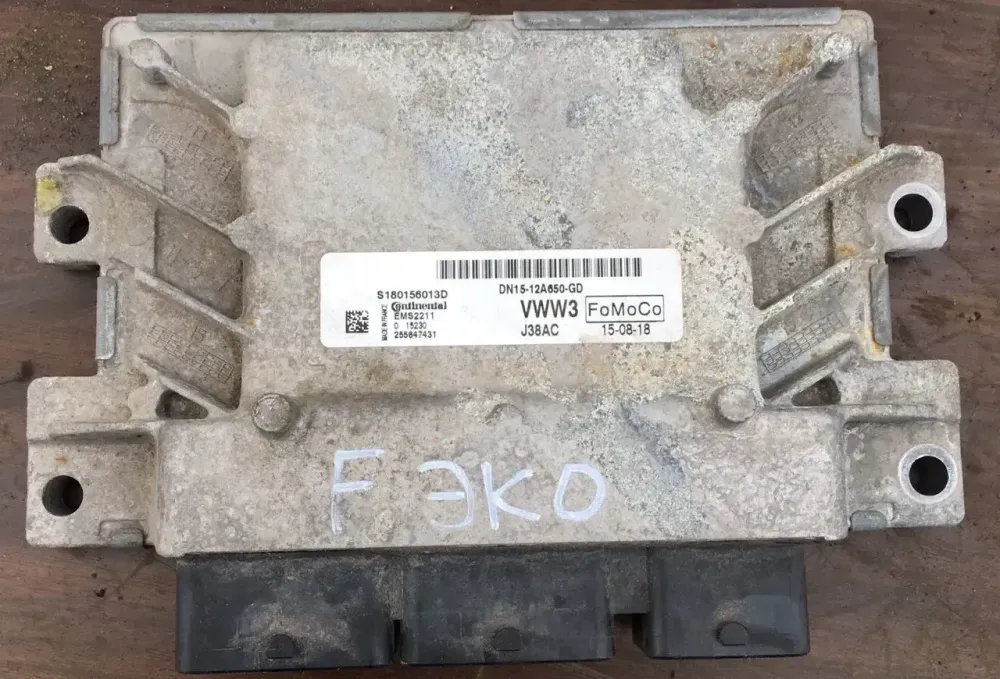 DN15-12A650-GD
S180156013D
Continental
EMS2211
0 15230
255847431
MADE IN FRANCE
VWW3 FoMoCo
J38AC 15-08-18
F ЭКО